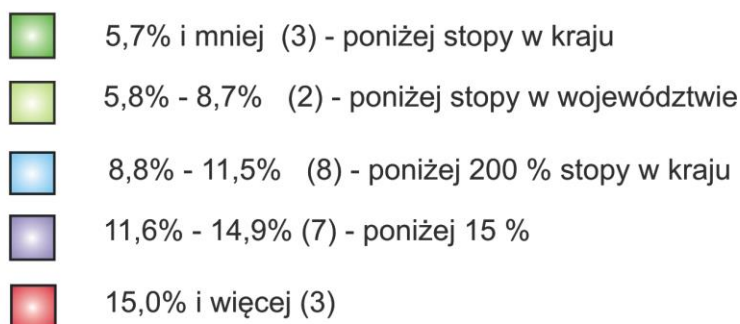 5,7% i mniej (3) - poniżej stopy w kraju
5,8% - 8,7% (2) - poniżej stopy w województwie
8,8% - 11,5% (8) - poniżej 200 % stopy w kraju
11,6% - 14,9% (7) - poniżej 15 %
15,0% i więcej (3)